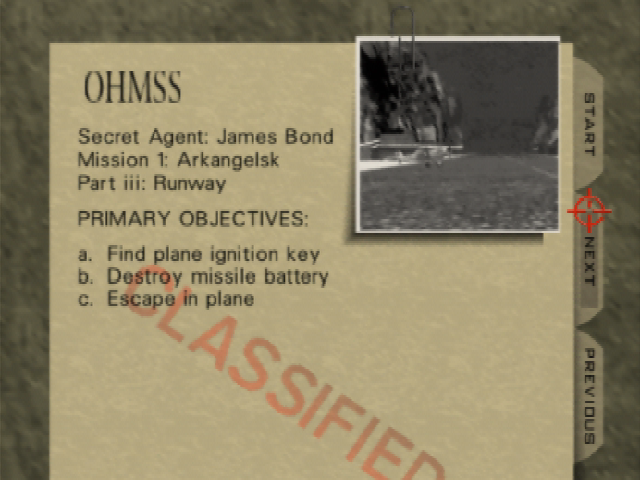 OHMSS
Secret Agent: James Bond
Mission 1: Arkangelsk
Part iii: Runway
PRIMARY OBJECTIVES:
a. Find plane ignition key
b. Destroy missile battery
c. Escape in plane
CLASSIFIED
START
NEXT
PREVIOUS